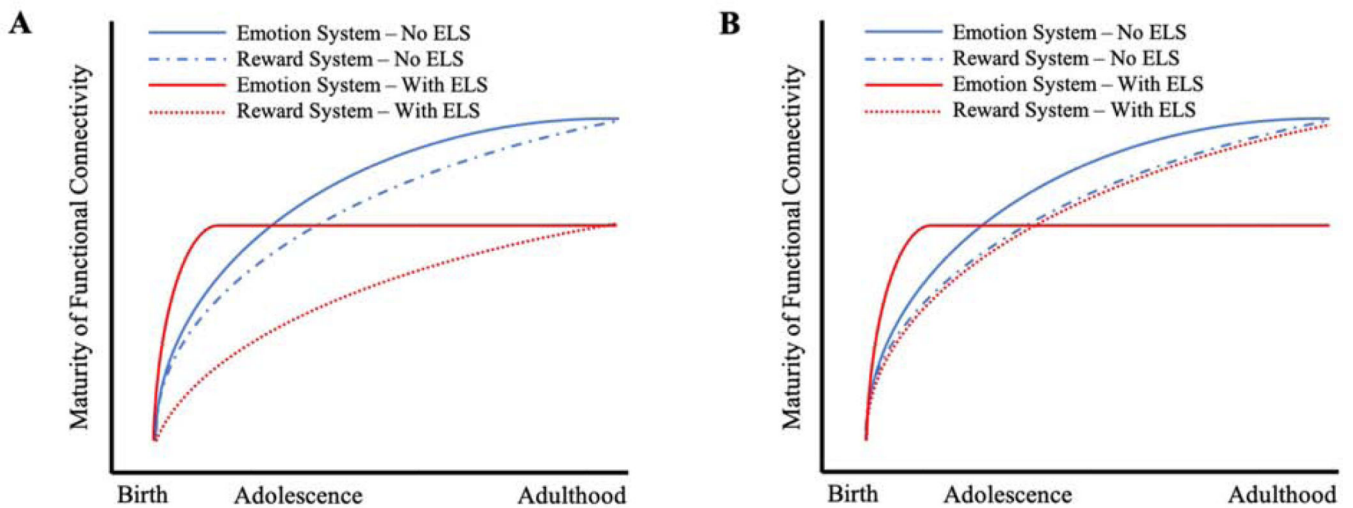 A
Emotion System – No ELS
Reward System – No ELS
Emotion System – With ELS
Reward System – With ELS
Maturity of Functional Connectivity
Birth Adolescence Adulthood
B
Emotion System – No ELS
Reward System – No ELS
Emotion System – With ELS
Reward System – With ELS
Maturity of Functional Connectivity
Birth Adolescence Adulthood